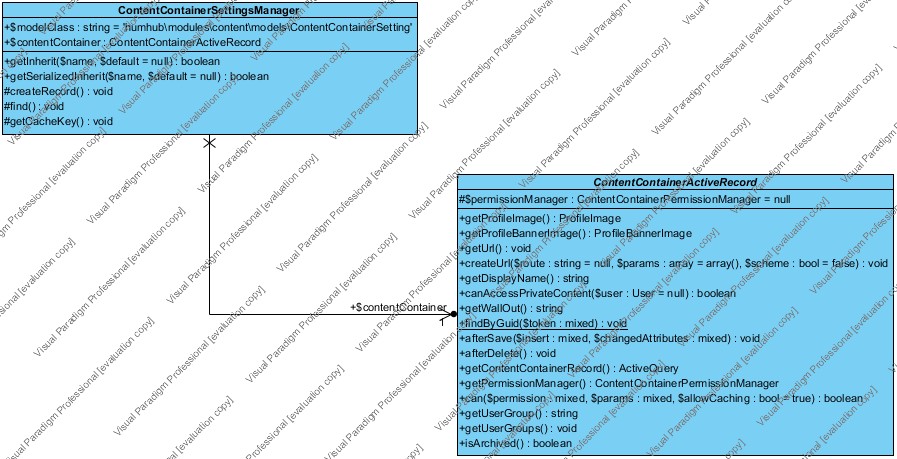 ContentContainerSettingsManager
+$modelClass : string = 'humhub\modules\content\models\ContentContainerSetting'
+$contentContainer : ContentContainerActiveRecord
+getInherit($name, $default = null) : boolean
+getSerializedInherit($name, $default = null) : boolean
#createRecord() : void
#find() : void
#getCacheKey() : void
ContentContainerActiveRecord
#$permissionManager : ContentContainerPermissionManager = null
+getProfileImage() : ProfileImage
+getProfileBannerImage() : ProfileBannerImage
+getUrl() : void
+createUrl($route : string = null, $params : array = array(), $scheme : bool = false) : void
+getDisplayName() : string
+canAccessPrivateContent($user : User = null) : boolean
+getWallOut() : string
+findByGuid($token : mixed) : void
+afterSave($insert : mixed, $changedAttributes : mixed) : void
+afterDelete() : void
+getContentContainerRecord() : ActiveQuery
+getPermissionManager() : ContentContainerPermissionManager
+can($permission : mixed, $params : mixed, $allowCaching : bool = true) : boolean
+getUserGroup() : string
+getUserGroups() : void
+isArchived() : boolean
+$contentContainer
1
Visual Paradigm Professional [evaluation copy]